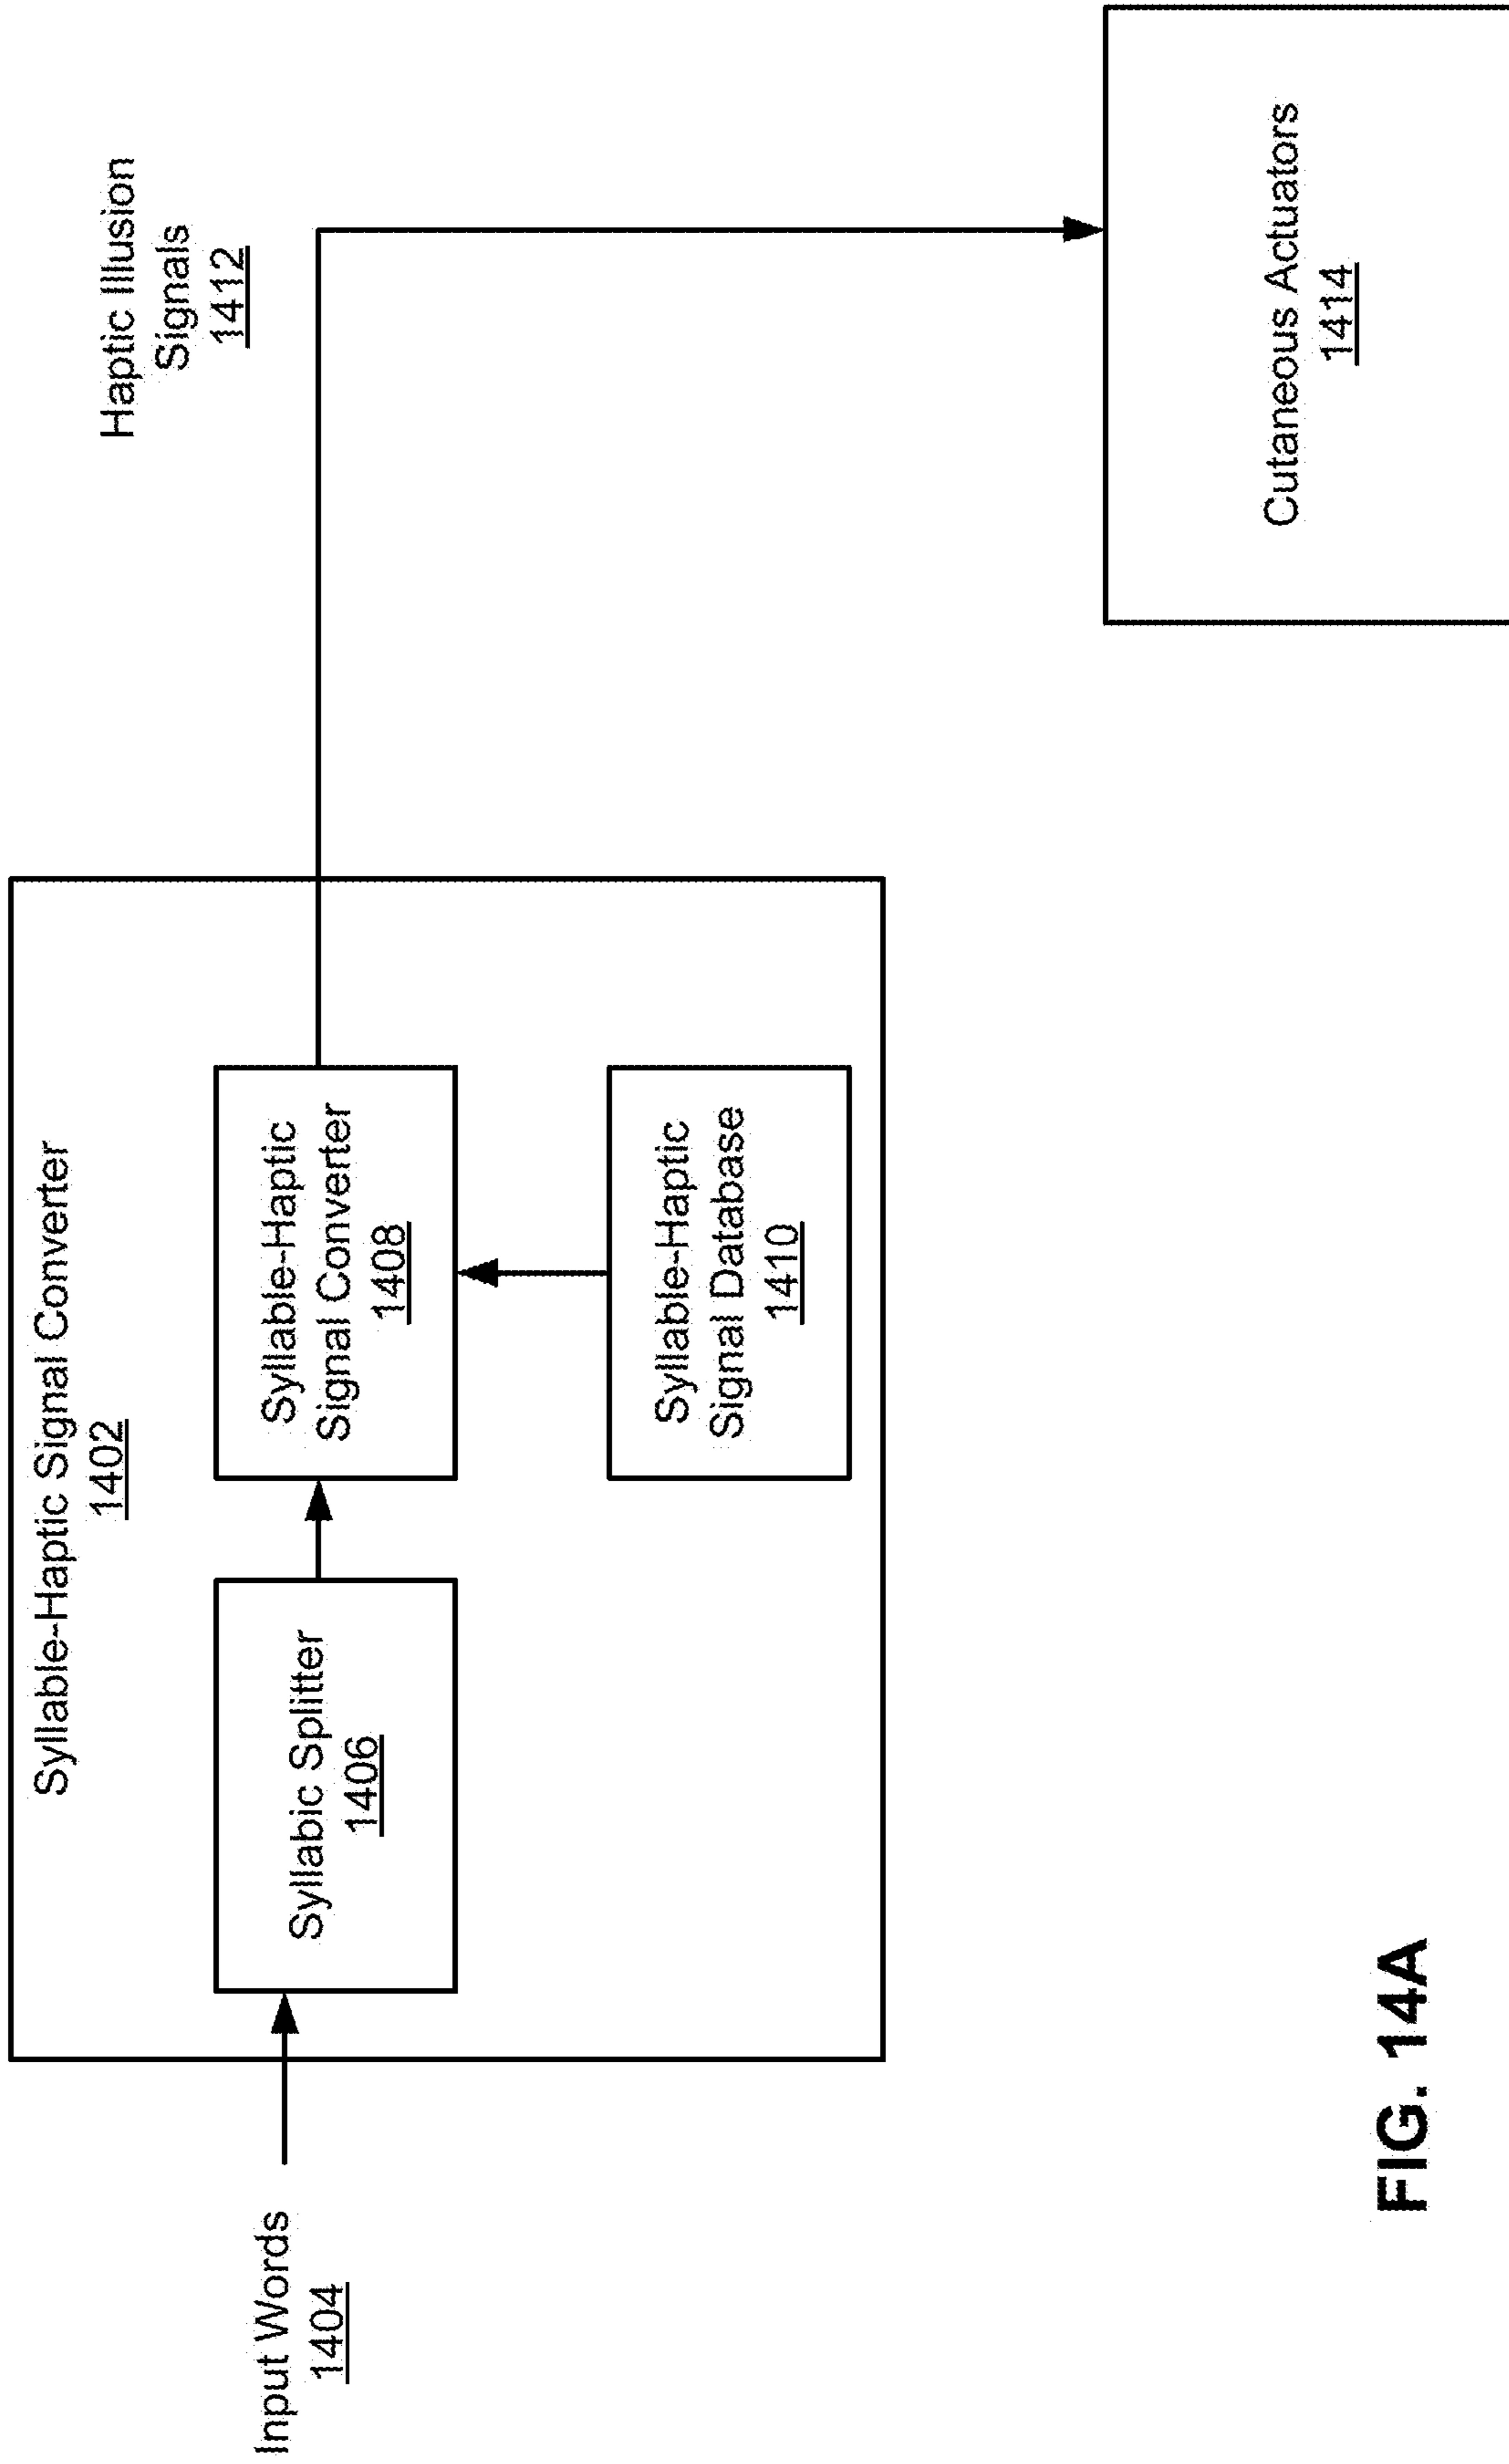 Syllable-Haptic Signal Converter
1402
Input Words
1404
Syllabic Splitter
1406
Syllable-Haptic
Signal Converter
1408
Syllable-Haptic
Signal Database
1410
Haptic Illusion
Signals
1412
Cutaneous Actuators
1414
FIG. 14A